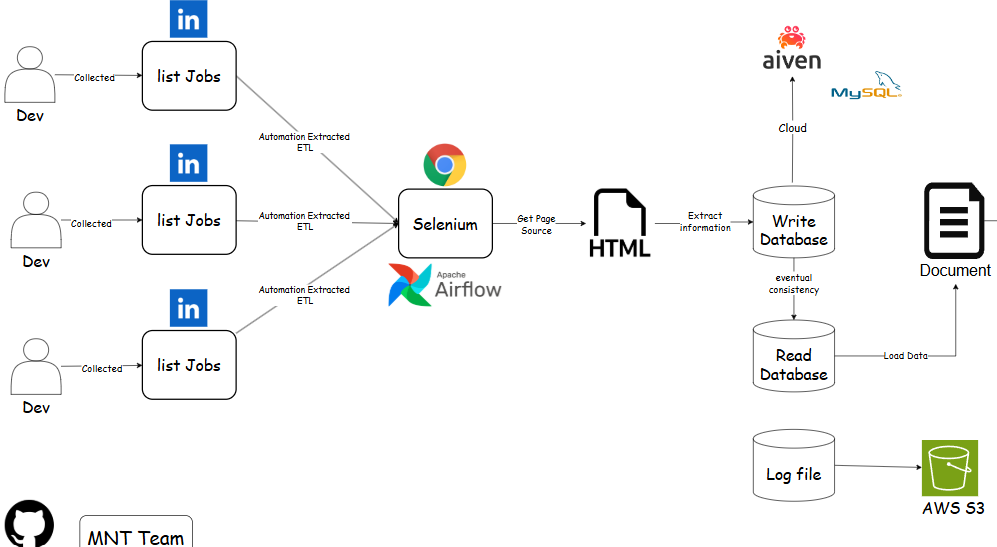 in
list Jobs
Dev
Collected
Automation Extracted
ETL
in
list Jobs
Dev
Collected
Automation Extracted
ETL
in
list Jobs
Dev
Collected
Automation Extracted
ETL
Selenium
Apache
Airflow
Get Page
Source
HTML
Extract
information
aiven
MySQL
Cloud
Write
Database
eventual
consistency
Read
Database
Load Data
Document
Log file
AWS S3
MNT Team